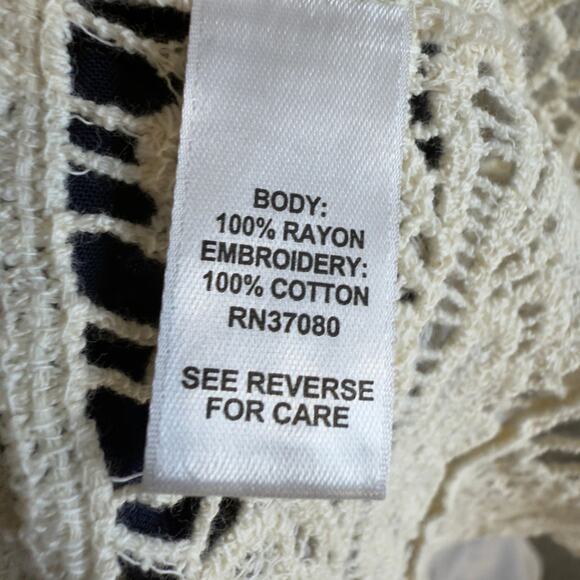 BODY:
100% RAYON
EMBROIDERY:
100% COTTON
RN37080
SEE REVERSE
FOR CARE